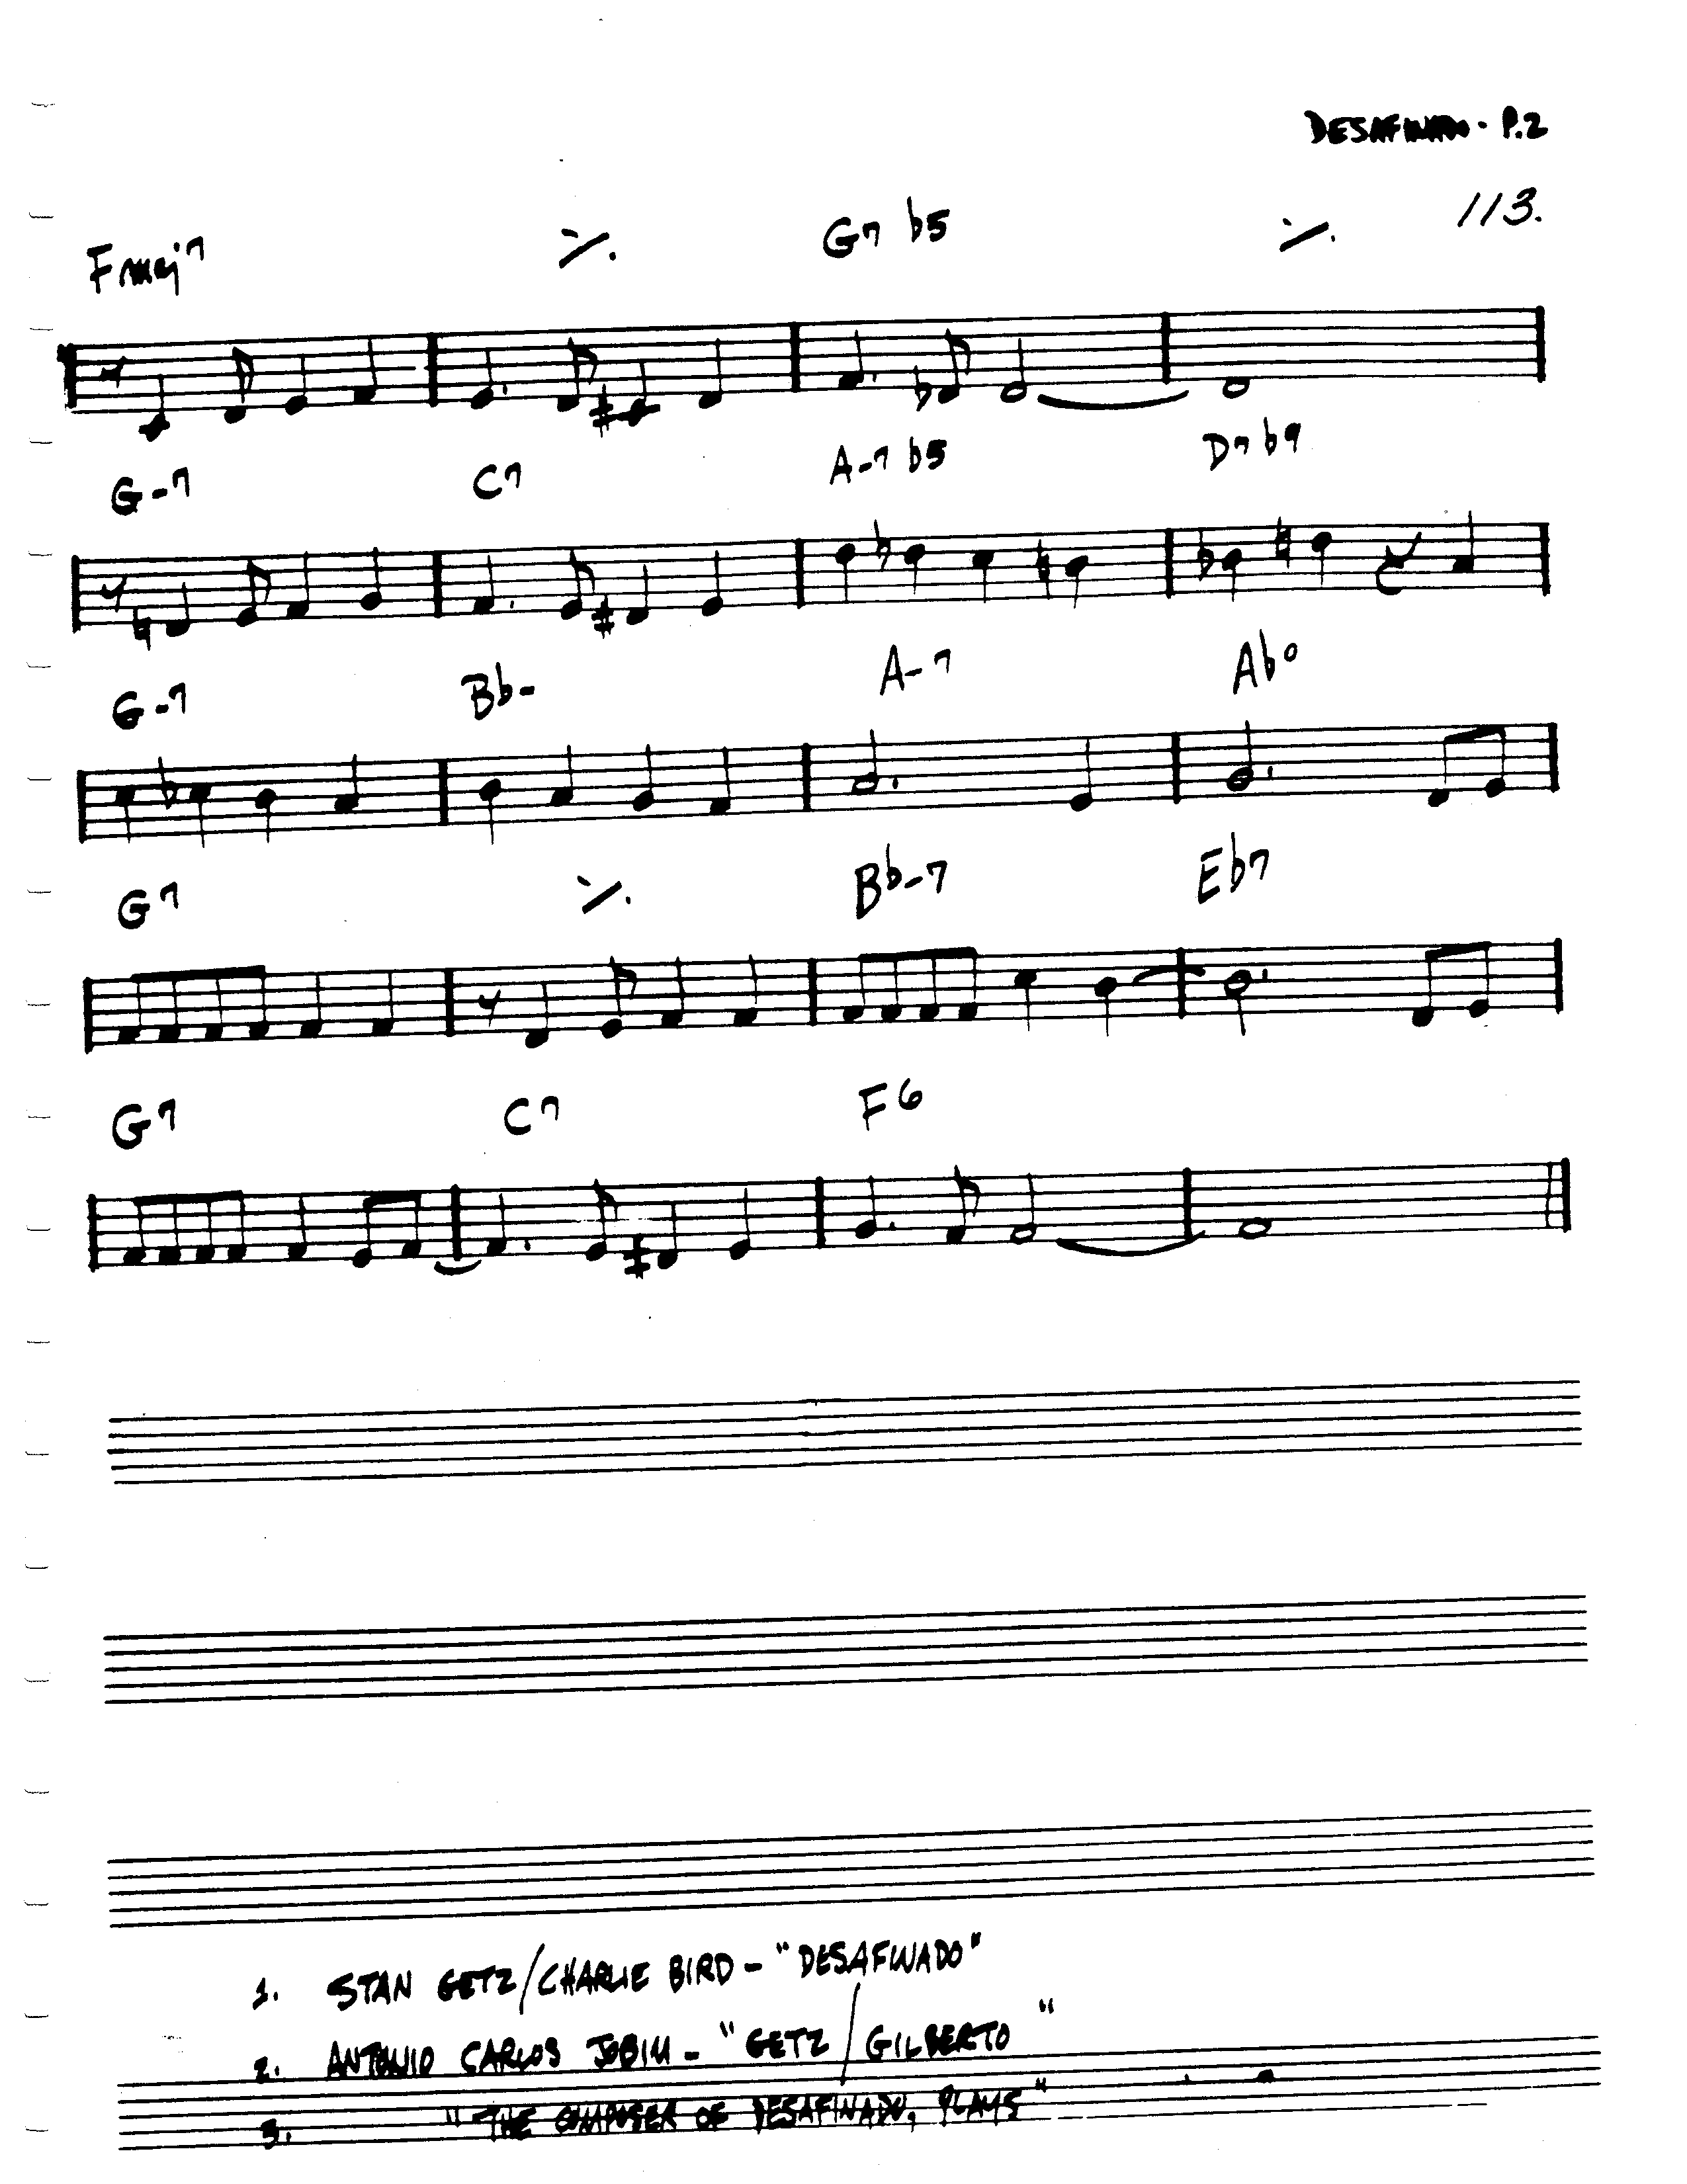 DESAFINADO - P.2
113.
Fmaj7 ٪ G7 b5 ٪
G-7 C7 A-7 b5 D7 b9
G-7 Bb- A-7 Abo
G7 ٪ Bb-7 Eb7
G7 C7 F6
1. STAN GETZ/CHARLIE BIRD - "DESAFINADO"
2. ANTONIO CARLOS JOBIM - "GETZ/GILBERTO"
3. "THE COMPOSER OF DESAFINADO, PLAYS"